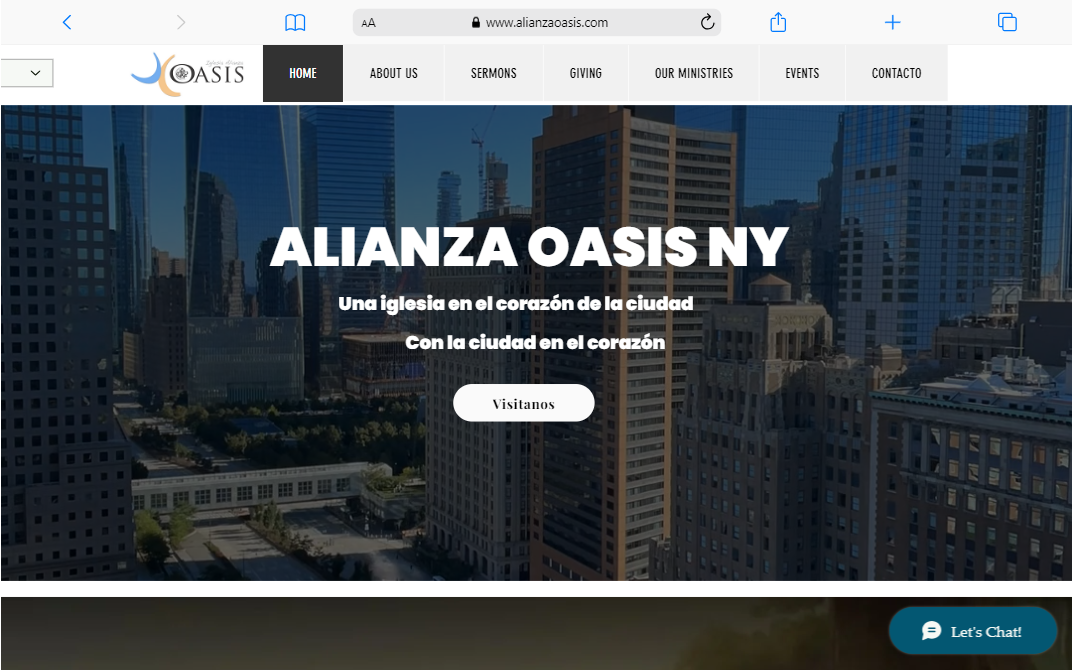 AA www.alianzaoasis.com
OASIS
HOME ABOUT US SERMONS GIVING OUR MINISTRIES EVENTS CONTACTO
ALIANZA OASIS NY
Una iglesia en el corazón de la ciudad
Con la ciudad en el corazón
Visitanos
Let's Chat!